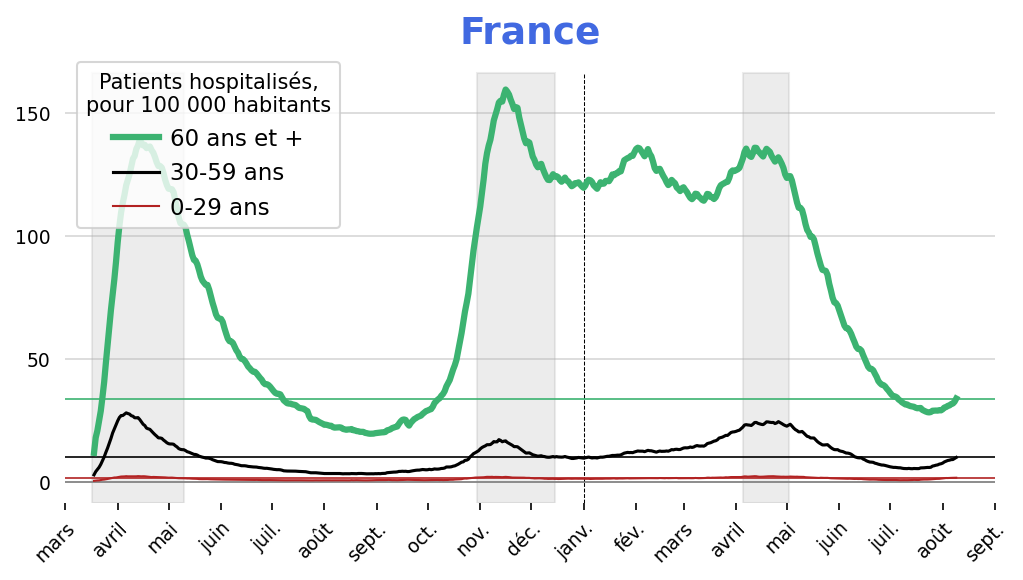 France
Patients hospitalisés,
pour 100 000 habitants
60 ans et +
30-59 ans
0-29 ans
150
100
50
0
mars avril mai juin juil. août sept. oct. nov. déc. janv. fév. mars avril mai juin juil. août sept.